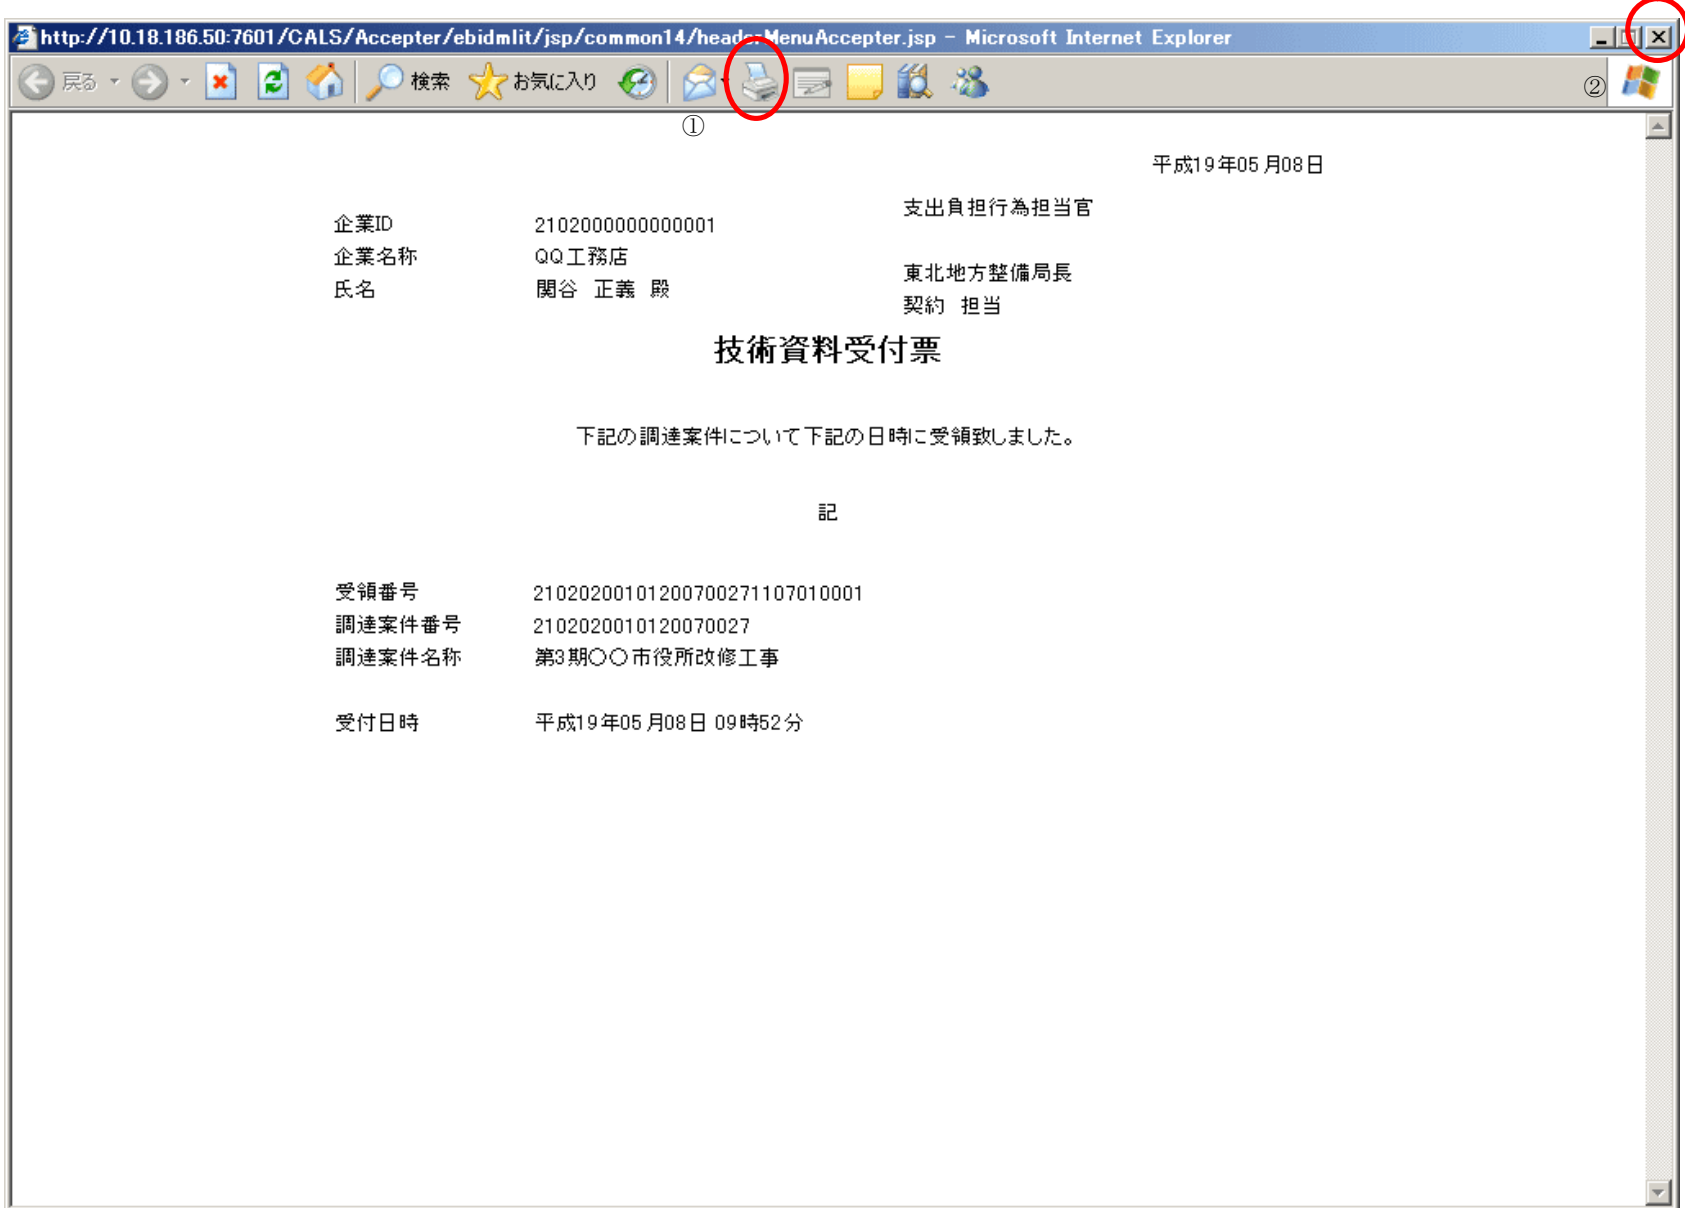 http://10.18.186.50:7601/CALS/Accepter/ebidmlit/jsp/common14/headerMenuAccepter.jsp - Microsoft Internet Explorer
戻る 検索 お気に入り ②
①
平成19年05月08日
支出負担行為担当官
企業ID 2102000000000001
企業名称 QQ工務店
東北地方整備局長
氏名 関谷 正義 殿
契約 担当
技術資料受付票
下記の調達案件について下記の日時に受領致しました。
記
受領番号 21020200101200700271107010001
調達案件番号 2102020010120070027
調達案件名称 第3期〇〇市役所改修工事
受付日時 平成19年05月08日 09時52分